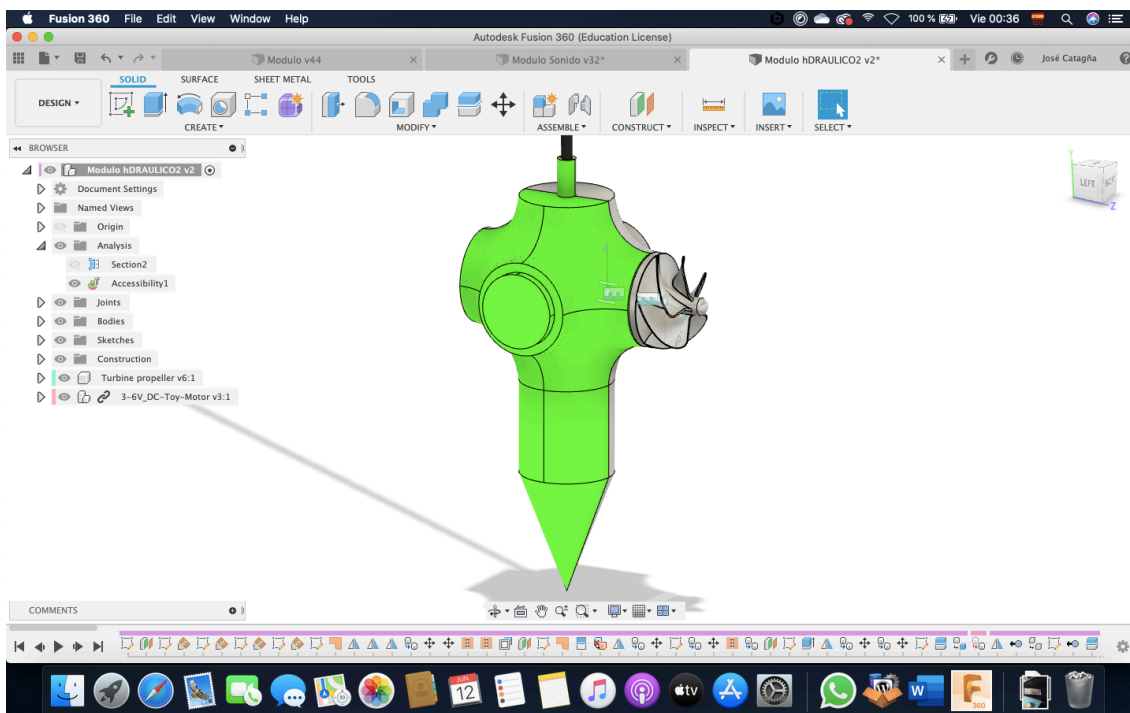 Fusion 360 File Edit View Window Help 100 % Vie 00:36
Autodesk Fusion 360 (Education License)
Modulo v44 Modulo Sonido v32* Modulo hDRAULICO2 v2* José Catagña
SOLID SURFACE SHEET METAL TOOLS
DESIGN
CREATE MODIFY ASSEMBLE CONSTRUCT INSPECT INSERT SELECT
BROWSER
Modulo hDRAULICO2 v2
Document Settings
Named Views
Origin
Analysis
Section2
Accessibility1
Joints
Bodies
Sketches
Construction
Turbine propeller v6:1
3-6V_DC-Toy-Motor v3:1
Y
LEFT
Z
COMMENTS
JUN
12
tv
W
F
360